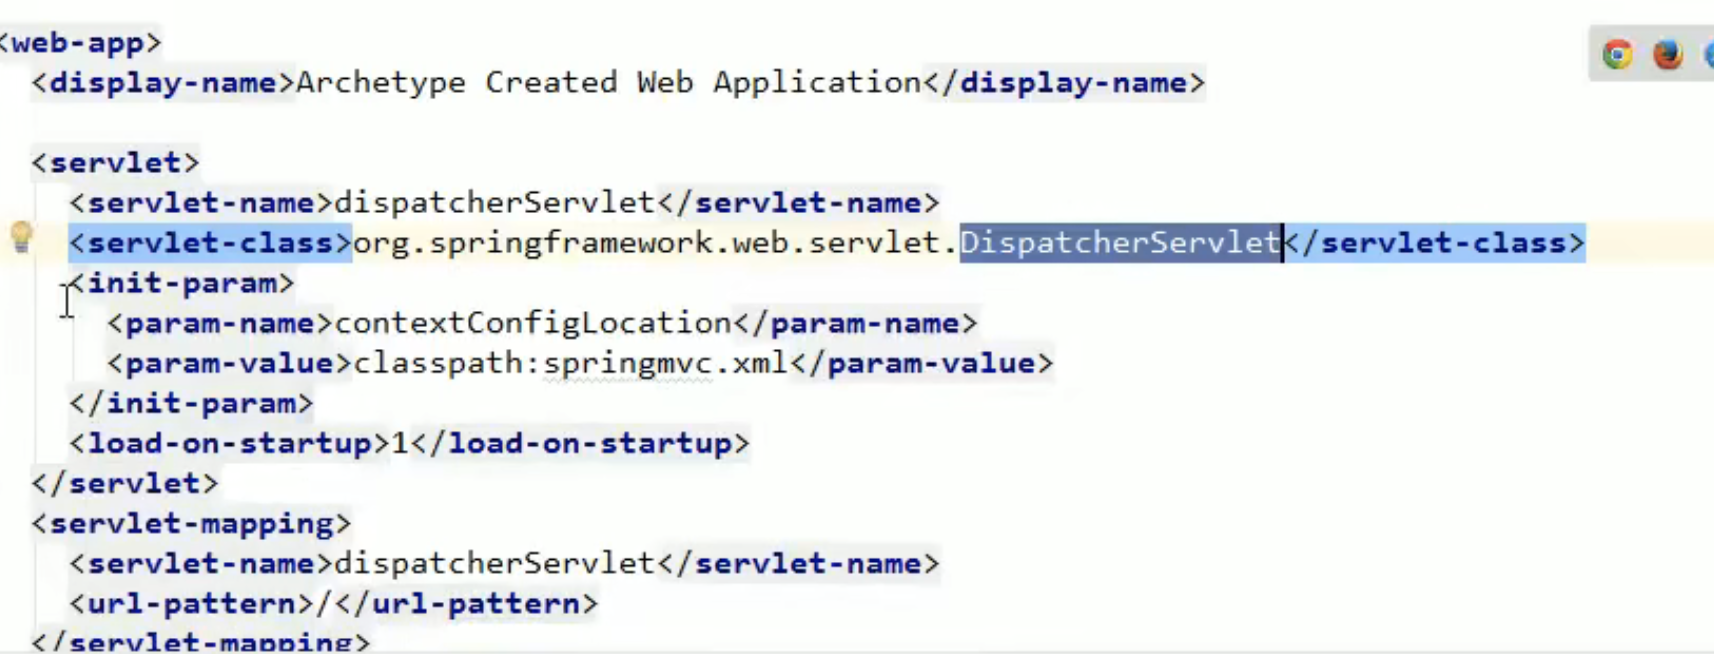 <web-app>
<display-name>Archetype Created Web Application</display-name>
<servlet>
<servlet-name>dispatcherServlet</servlet-name>
<servlet-class>org.springframework.web.servlet.DispatcherServlet</servlet-class>
<init-param>
<param-name>contextConfigLocation</param-name>
<param-value>classpath:springmvc.xml</param-value>
</init-param>
<load-on-startup>1</load-on-startup>
</servlet>
<servlet-mapping>
<servlet-name>dispatcherServlet</servlet-name>
<url-pattern>/</url-pattern>
</servlet-mapping>